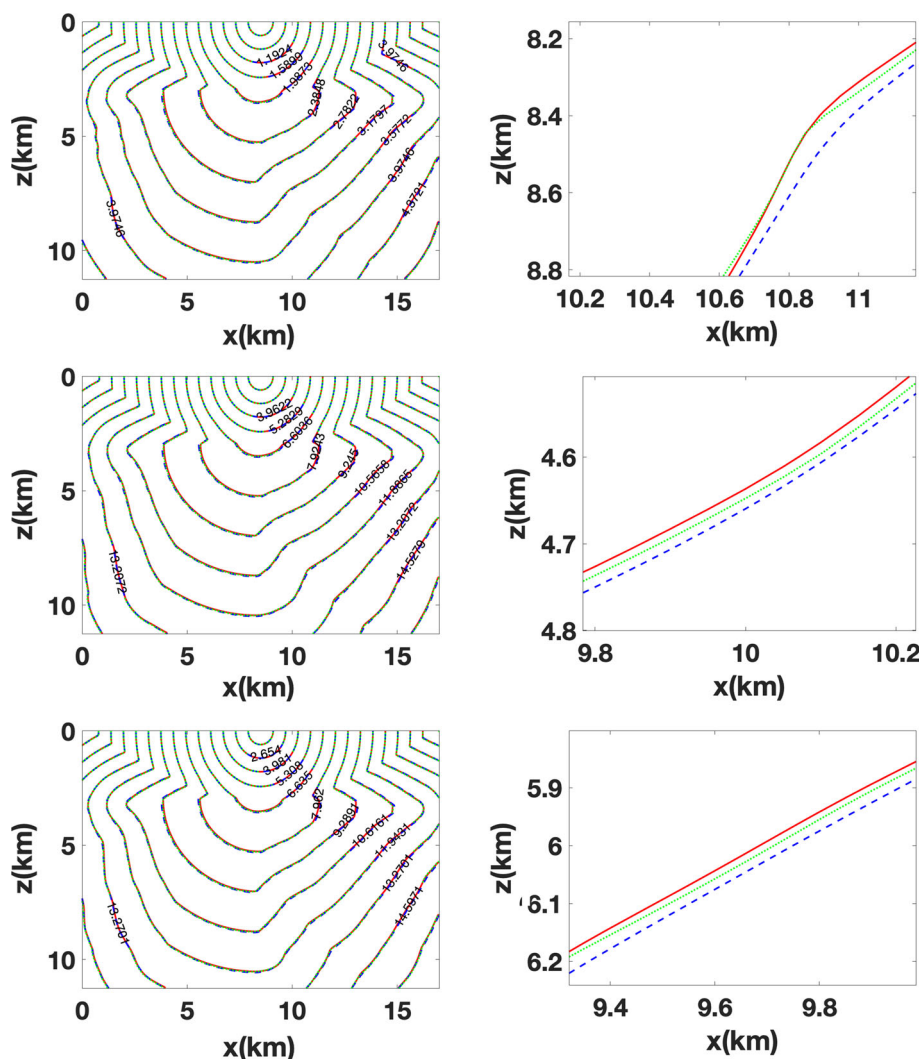 0
5
10
z(km)
0 5 10 15
x(km)
1.1924
1.5899
1.9873
2.3848
2.7822
3.1797
3.5772
3.9746
4.3721
3.9746
3.9746
8.2
8.4
8.6
8.8
z(km)
10.2 10.4 10.6 10.8 11
x(km)
0
5
10
z(km)
0 5 10 15
x(km)
3.9622
5.2829
6.6036
7.9243
9.245
10.5658
11.8865
13.2072
14.5279
13.2072
4.6
4.7
4.8
z(km)
9.8 10 10.2
x(km)
0
5
10
z(km)
0 5 10 15
x(km)
2.654
3.981
5.308
6.635
7.962
9.2891
10.6161
11.9431
13.2701
14.5971
13.2701
5.9
6
6.1
6.2
z(km)
9.4 9.6 9.8
x(km)